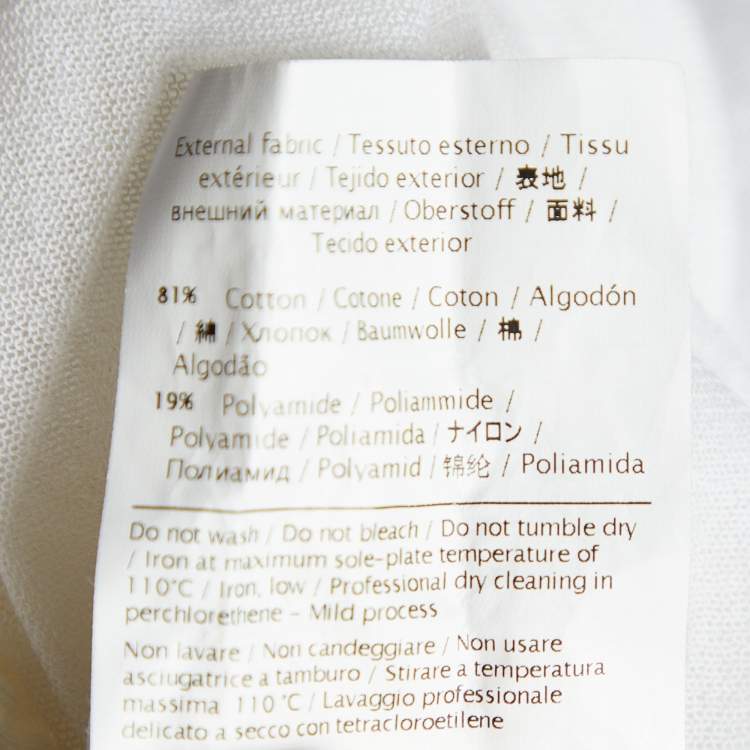 External fabric / Tessuto esterno / Tissu
extérieur / Tejido exterior / 表地 /
внешний материал / Oberstoff / 面料 /
Tecido exterior
81% Cotton / Cotone / Coton / Algodón
/ 綿 / Хлопок / Baumwolle / 棉 /
Algodão
19% Polyamide / Poliammide /
Polyamide / Poliamida / ナイロン /
Полиамид / Polyamid / 锦纶 / Poliamida
Do not wash / Do not bleach / Do not tumble dry
/ Iron at maximum sole-plate temperature of
110°C / Iron, low / Professional dry cleaning in
perchlorethene – Mild process
Non lavare / Non candeggiare / Non usare
asciugatrice a tamburo / Stirare a temperatura
massima 110 °C / Lavaggio professionale
delicato a secco con tetracloroetilene